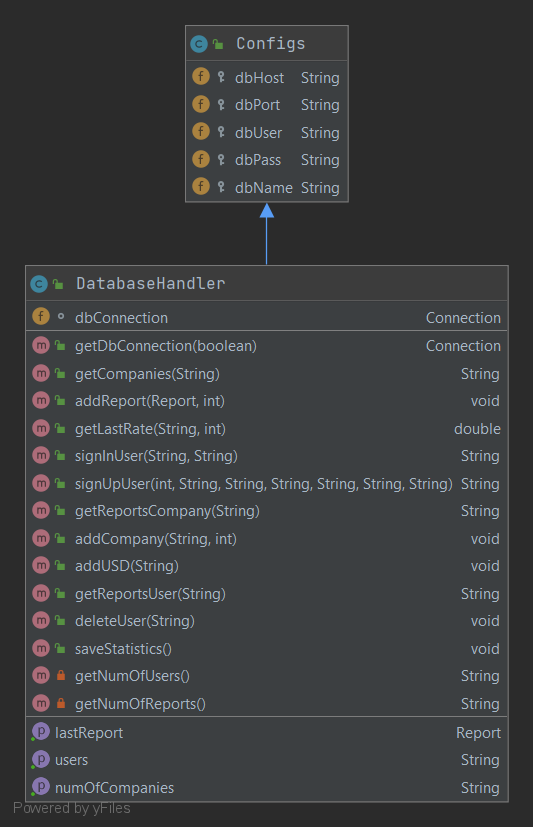 Configs
dbHost String
dbPort String
dbUser String
dbPass String
dbName String
DatabaseHandler
dbConnection Connection
getDbConnection(boolean) Connection
getCompanies(String) String
addReport(Report, int) void
getLastRate(String, int) double
signInUser(String, String) String
signUpUser(int, String, String, String, String, String, String) String
getReportsCompany(String) String
addCompany(String, int) void
addUSD(String) void
getReportsUser(String) String
deleteUser(String) void
saveStatistics() void
getNumOfUsers() String
getNumOfReports() String
lastReport Report
users String
numOfCompanies String
Powered by yFiles